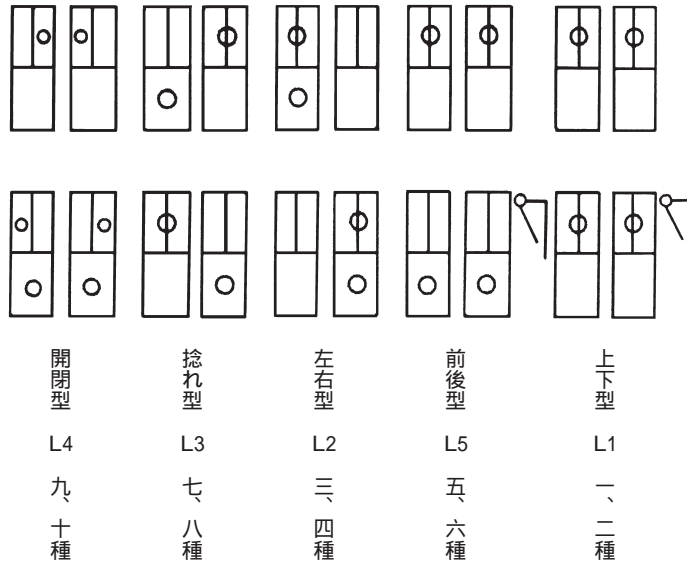 上下型 L1 一、二種
前後型 L5 五、六種
左右型 L2 三、四種
捻れ型 L3 七、八種
開閉型 L4 九、十種